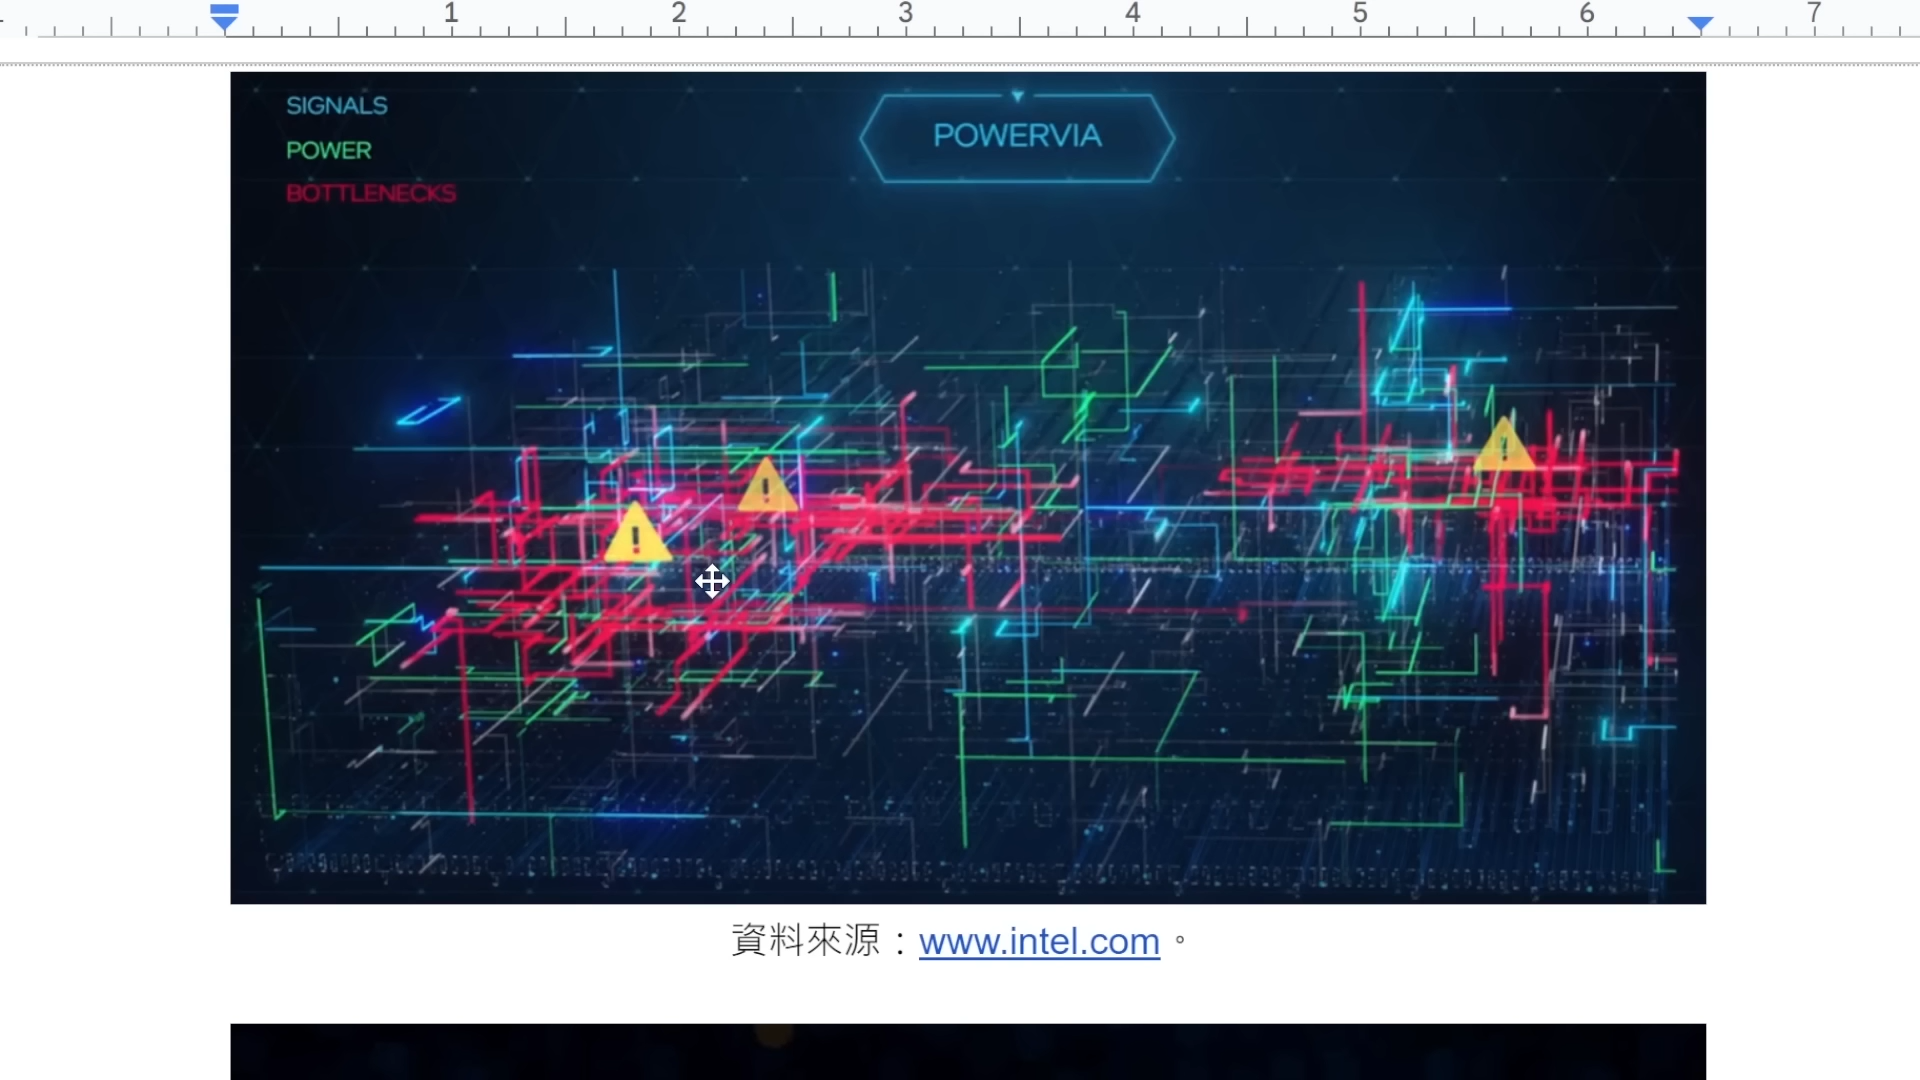 1 2 3 4 5 6 7
SIGNALS
POWERVIA
POWER
BOTTLENECKS
!
!
!
資料來源：www.intel.com。